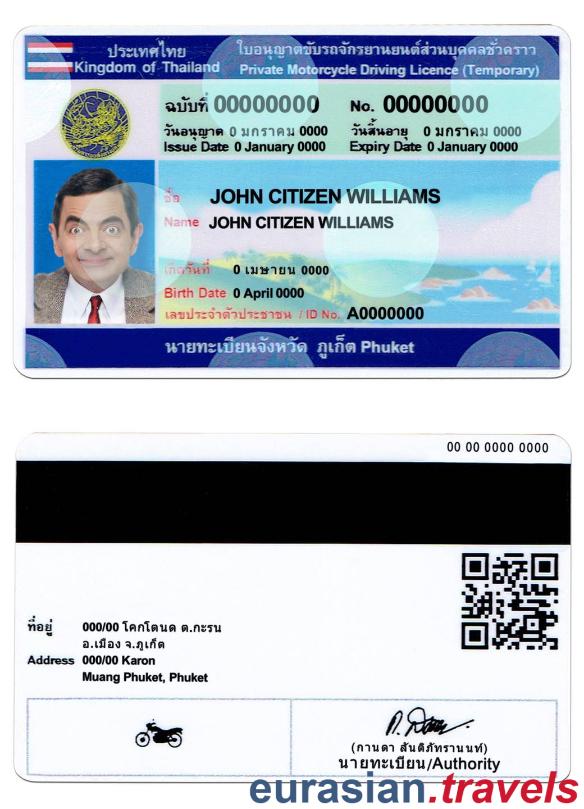 ประเทศไทย
Kingdom of Thailand
ใบอนุญาตขับรถจักรยานยนต์ส่วนบุคคลชั่วคราว
Private Motorcycle Driving Licence (Temporary)
ฉบับที่ 00000000 No. 00000000
วันอนุญาต 0 มกราคม 0000 วันสิ้นอายุ 0 มกราคม 0000
Issue Date 0 January 0000 Expiry Date 0 January 0000
ชื่อ JOHN CITIZEN WILLIAMS
Name JOHN CITIZEN WILLIAMS
เกิดวันที่ 0 เมษายน 0000
Birth Date 0 April 0000
เลขประจำตัวประชาชน / ID No. A0000000
นายทะเบียนจังหวัด ภูเก็ต Phuket
00 00 0000 0000
ที่อยู่ 000/00 โคกโตนด ต.กะรน
อ.เมือง จ.ภูเก็ต
Address 000/00 Karon
Muang Phuket, Phuket
(กานดา สันติภัทรานนท์)
นายทะเบียน/Authority
eurasian.travels